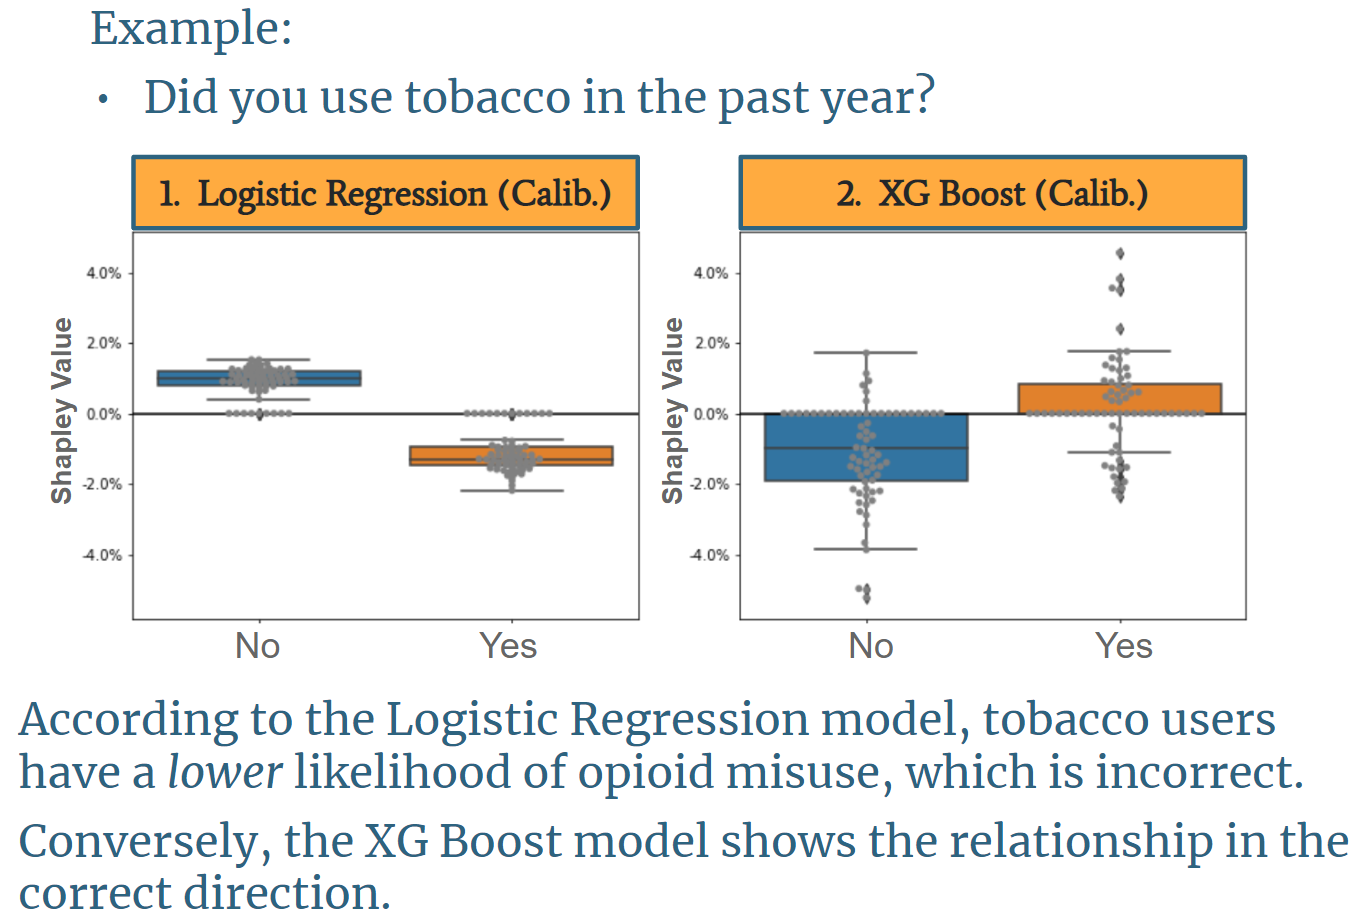 Example:
• Did you use tobacco in the past year?
1. Logistic Regression (Calib.)
2. XG Boost (Calib.)
Shapley Value
4.0%
2.0%
0.0%
-2.0%
-4.0%
No
Yes
Shapley Value
4.0%
2.0%
0.0%
-2.0%
-4.0%
No
Yes
According to the Logistic Regression model, tobacco users
have a lower likelihood of opioid misuse, which is incorrect.
Conversely, the XG Boost model shows the relationship in the
correct direction.